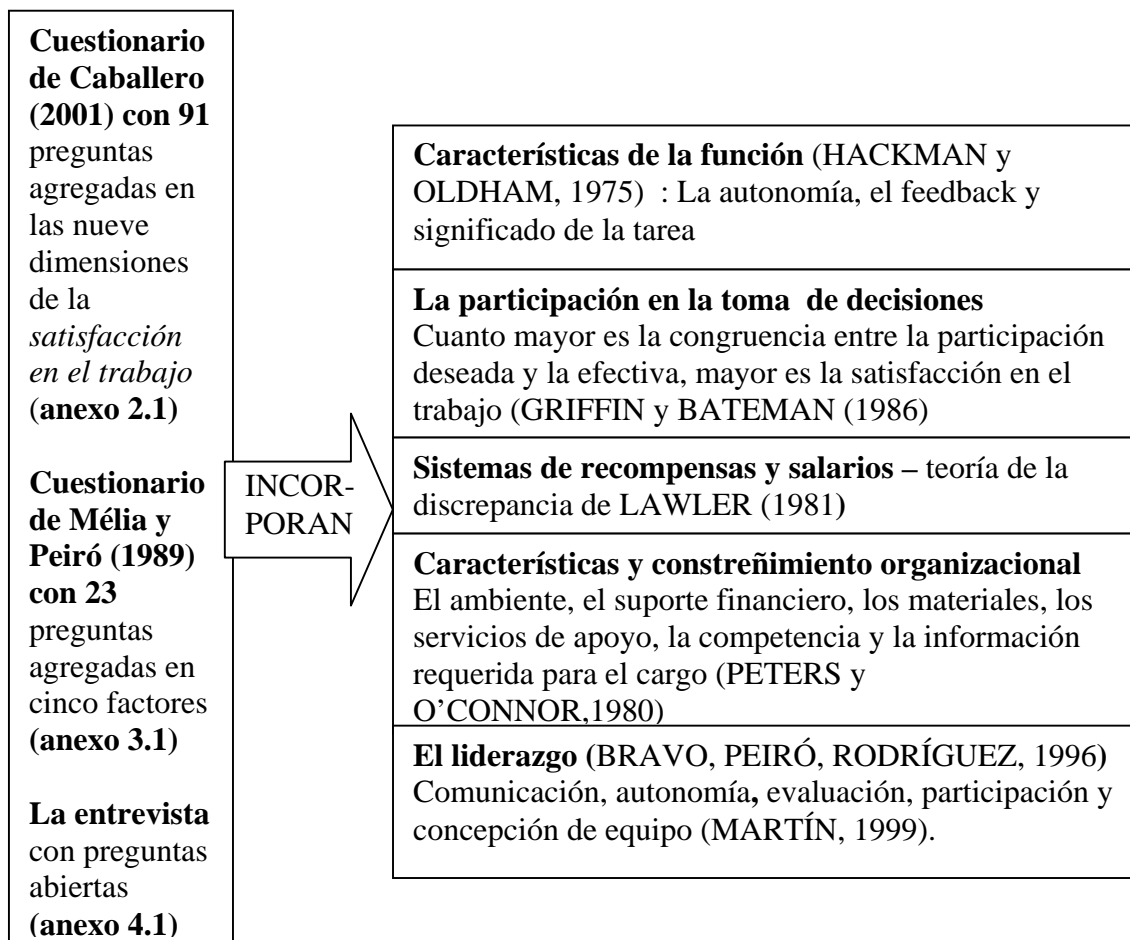 Cuestionario
de Caballero
(2001) con 91
preguntas
agregadas en
las nueve
dimensiones
de la
satisfacción
en el trabajo
(anexo 2.1)
Cuestionario
de Mélia y
Peiró (1989)
con 23
preguntas
agregadas en
cinco factores
(anexo 3.1)
La entrevista
con preguntas
abiertas
(anexo 4.1)
INCOR-
PORAN
Características de la función (HACKMAN y
OLDHAM, 1975) : La autonomía, el feedback y
significado de la tarea
La participación en la toma de decisiones
Cuanto mayor es la congruencia entre la participación
deseada y la efectiva, mayor es la satisfacción en el
trabajo (GRIFFIN y BATEMAN (1986)
Sistemas de recompensas y salarios – teoría de la
discrepancia de LAWLER (1981)
Características y constreñimiento organizacional
El ambiente, el suporte financiero, los materiales, los
servicios de apoyo, la competencia y la información
requerida para el cargo (PETERS y
O’CONNOR,1980)
El liderazgo (BRAVO, PEIRÓ, RODRÍGUEZ, 1996)
Comunicación, autonomía, evaluación, participación y
concepción de equipo (MARTÍN, 1999).